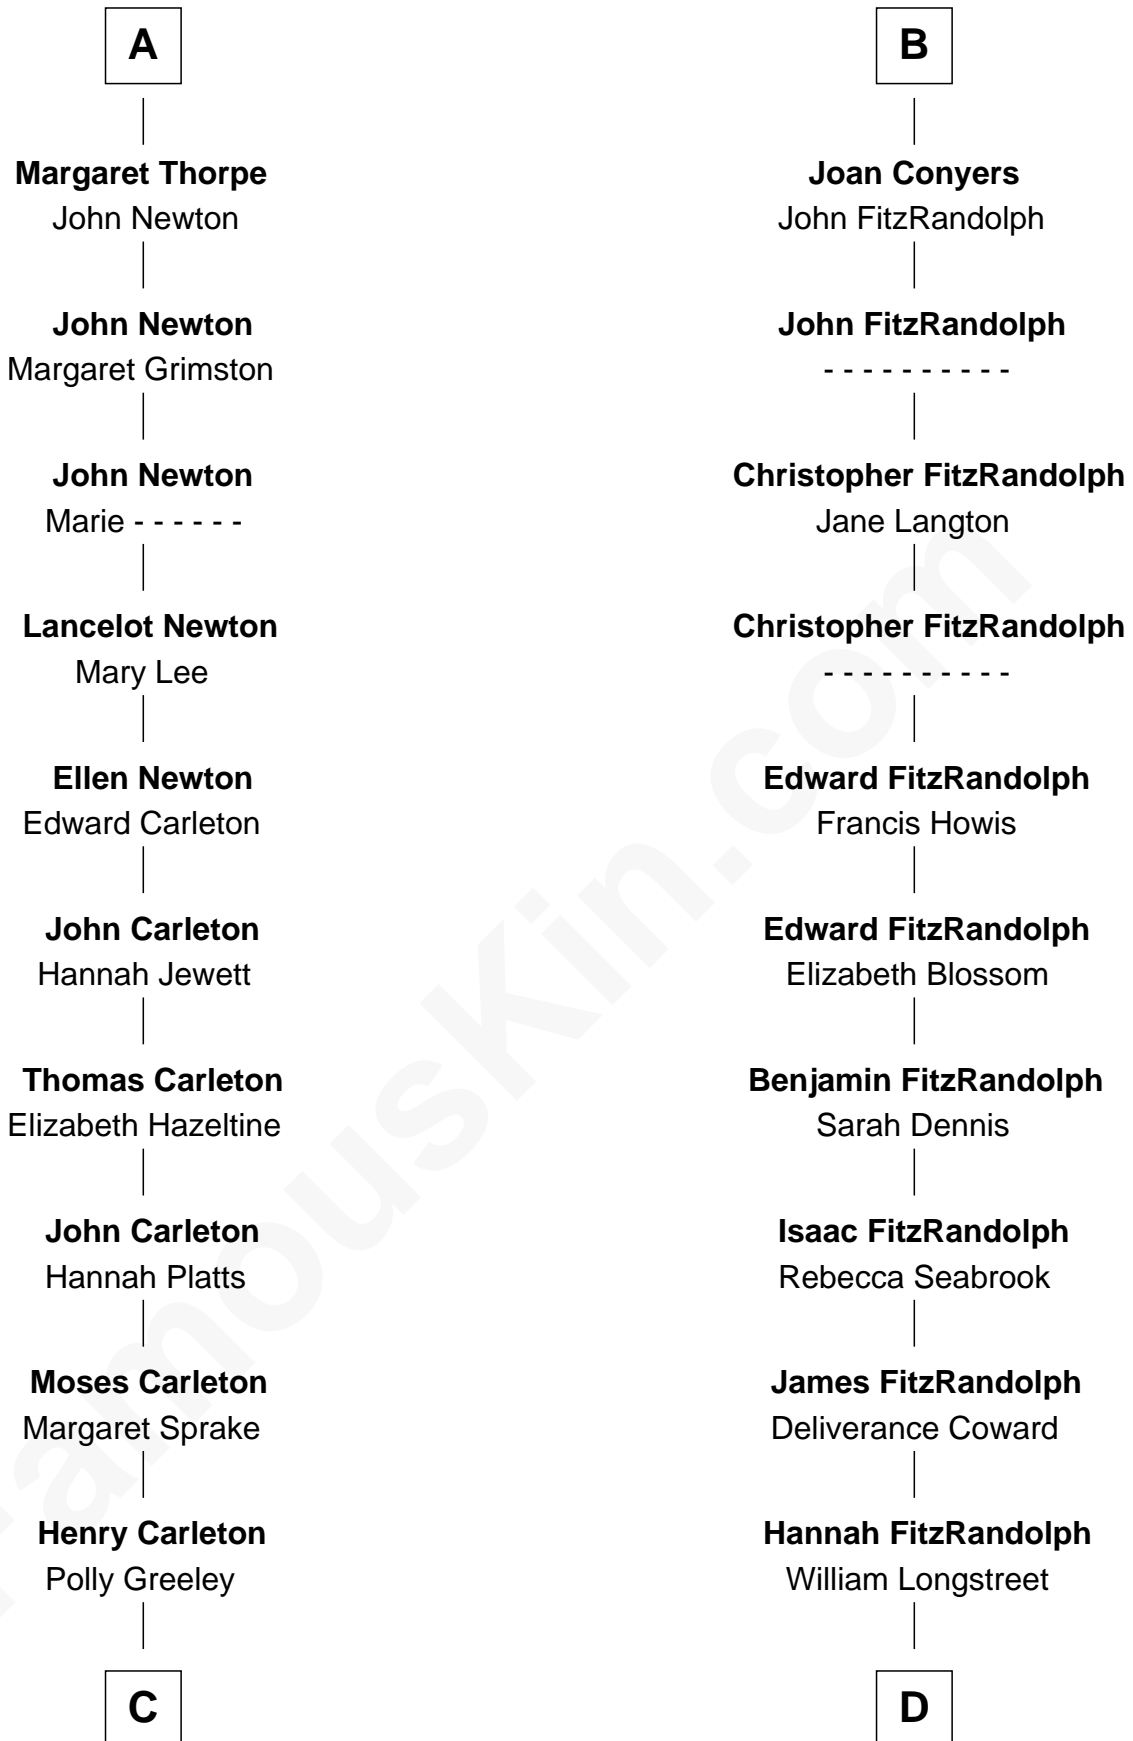 A
Margaret Thorpe
John Newton
John Newton
Margaret Grimston
John Newton
Marie - - - - - -
Lancelot Newton
Mary Lee
Ellen Newton
Edward Carleton
John Carleton
Hannah Jewett
Thomas Carleton
Elizabeth Hazeltine
John Carleton
Hannah Platts
Moses Carleton
Margaret Sprake
Henry Carleton
Polly Greeley
C
B
Joan Conyers
John FitzRandolph
John FitzRandolph
- - - - - - - - - -
Christopher FitzRandolph
Jane Langton
Christopher FitzRandolph
- - - - - - - - - -
Edward FitzRandolph
Francis Howis
Edward FitzRandolph
Elizabeth Blossom
Benjamin FitzRandolph
Sarah Dennis
Isaac FitzRandolph
Rebecca Seabrook
James FitzRandolph
Deliverance Coward
Hannah FitzRandolph
William Longstreet
D
FamousKin.com